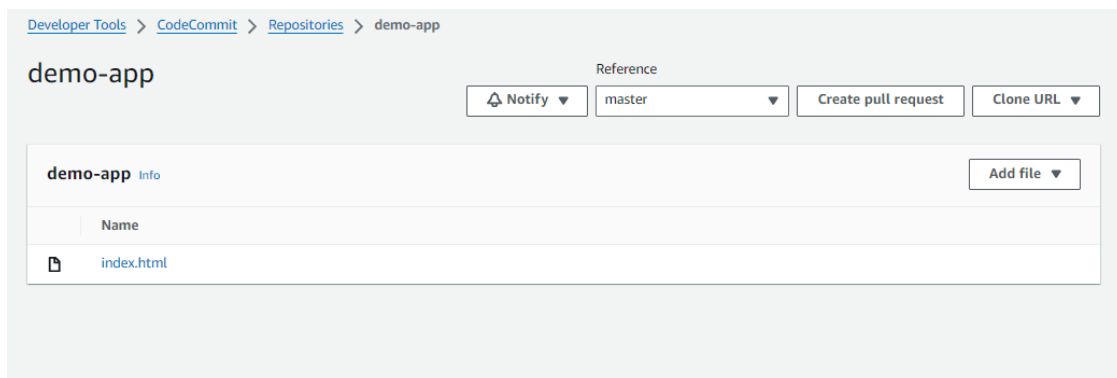 Developer Tools > CodeCommit > Repositories > demo-app
demo-app
Reference
Notify ▼ master ▼ Create pull request Clone URL ▼
demo-app Info Add file ▼
Name
index.html